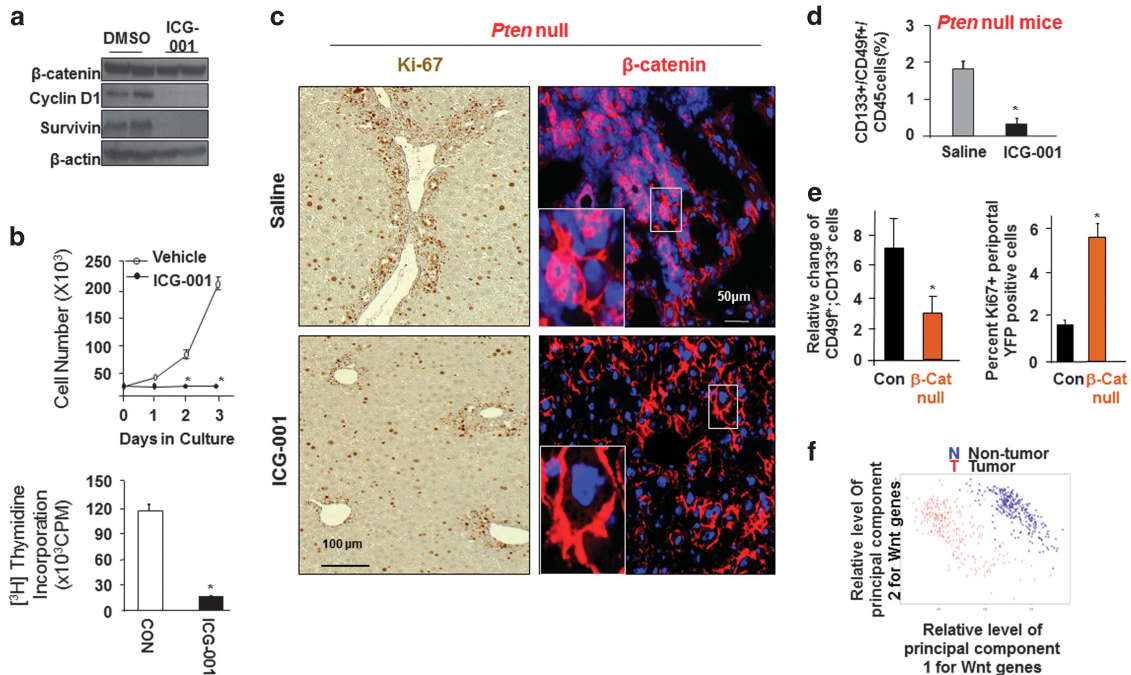 a
ICG-
DMSO 001
β-catenin
Cyclin D1
Survivin
β-actin
b
Cell Number (X10³)
250
200
150
100
50
Vehicle
ICG-001
*
*
0 1 2 3
Days in Culture
[³H] Thymidine
Incorporation
(x10³CPM)
150
120
90
60
30
0
*
CON
ICG-001
c
Pten null
Ki-67
β-catenin
Saline
50µm
ICG-001
100 µm
d
Pten null mice
CD133+/CD49f+/
CD45cells(%)
3
2
1
0
*
Saline ICG-001
e
Relative change of
CD49f⁺;CD133⁺ cells
8
6
4
2
0
*
Con β-Cat
null
Percent Ki67+ periportal
YFP positive cells
6
4
2
0
*
Con β-Cat
null
f
N Non-tumor
T Tumor
Relative level of
principal component
2 for Wnt genes
Relative level of
principal component
1 for Wnt genes